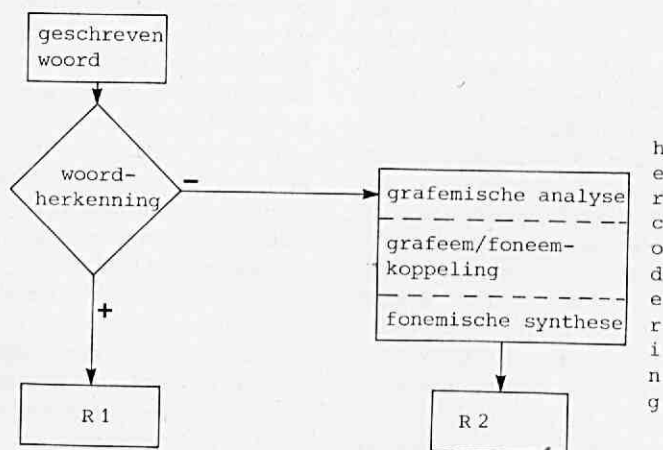 geschreven
woord
woord-
herkenning
−
+
R 1
grafemische analyse
grafeem/foneem-
koppeling
fonemische synthese
R 2
h
e
r
c
o
d
e
r
i
n
g